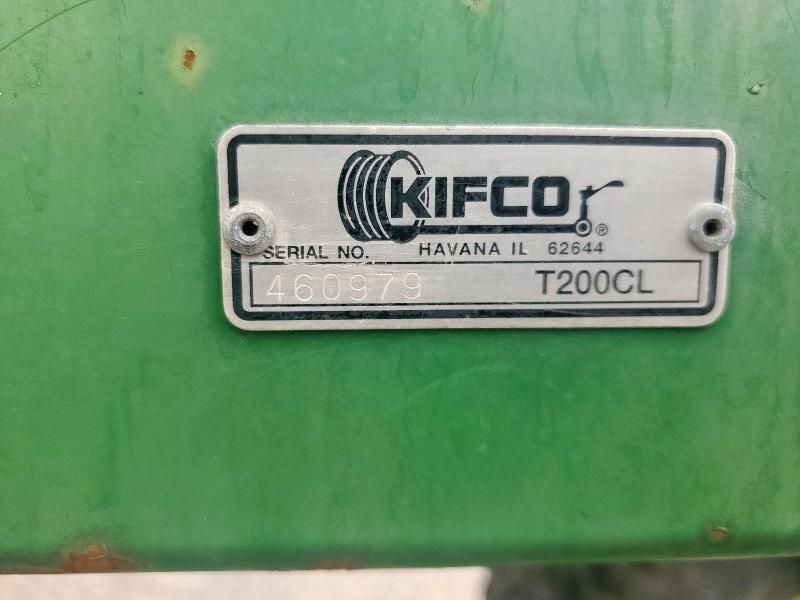 KIFCO®
SERIAL NO. HAVANA IL 62644
460979 T200CL